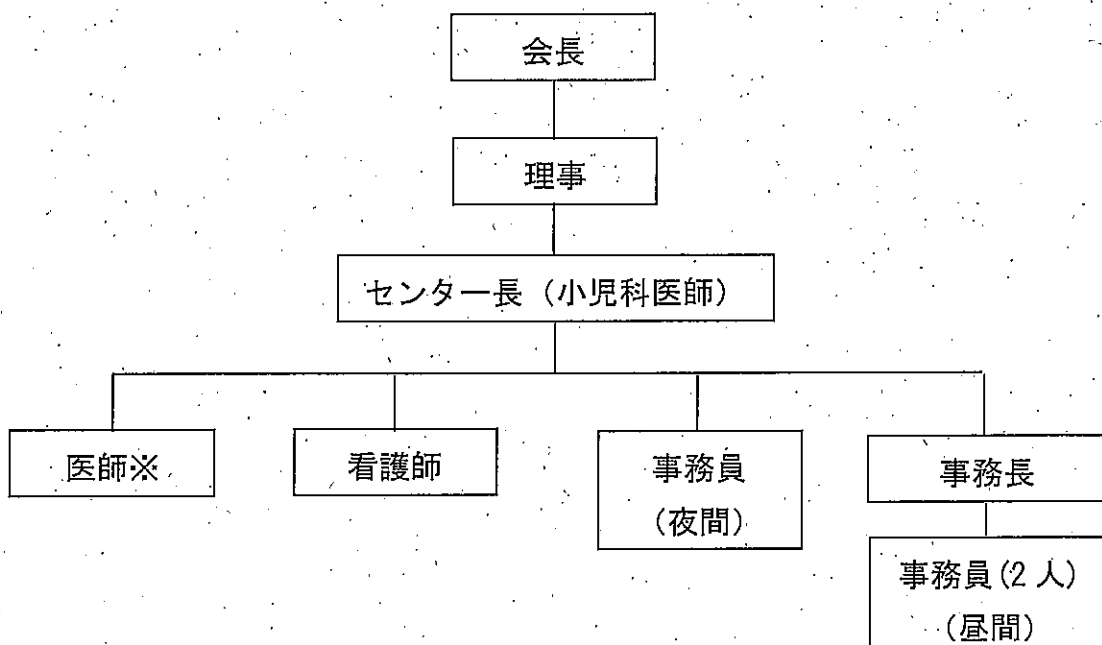 会長
理事
センター長（小児科医師）
医師※
看護師
事務員
（夜間）
事務長
事務員(2人)
（昼間）